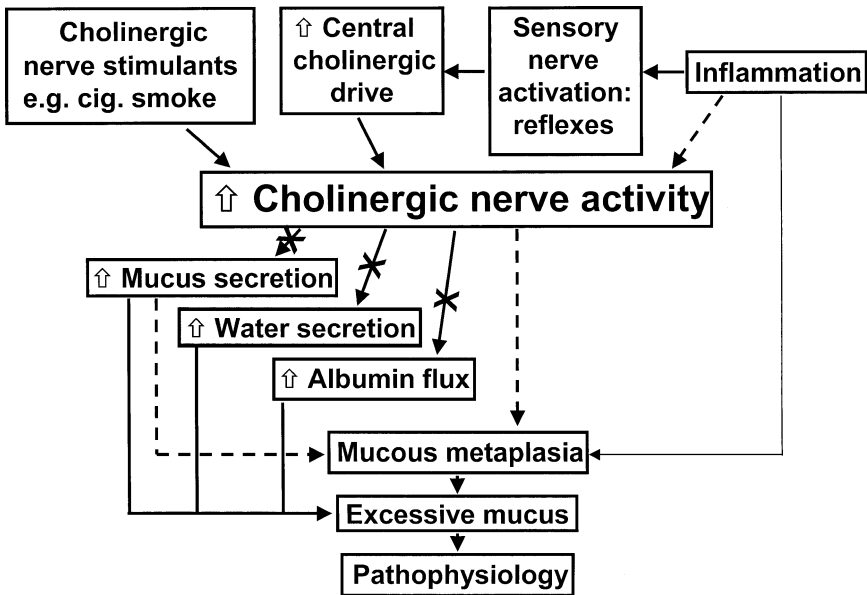 Cholinergic
nerve stimulants
e.g. cig. smoke
⇧ Central
cholinergic
drive
Sensory
nerve
activation:
reflexes
Inflammation
⇧ Cholinergic nerve activity
⇧ Mucus secretion
⇧ Water secretion
⇧ Albumin flux
Mucous metaplasia
Excessive mucus
Pathophysiology